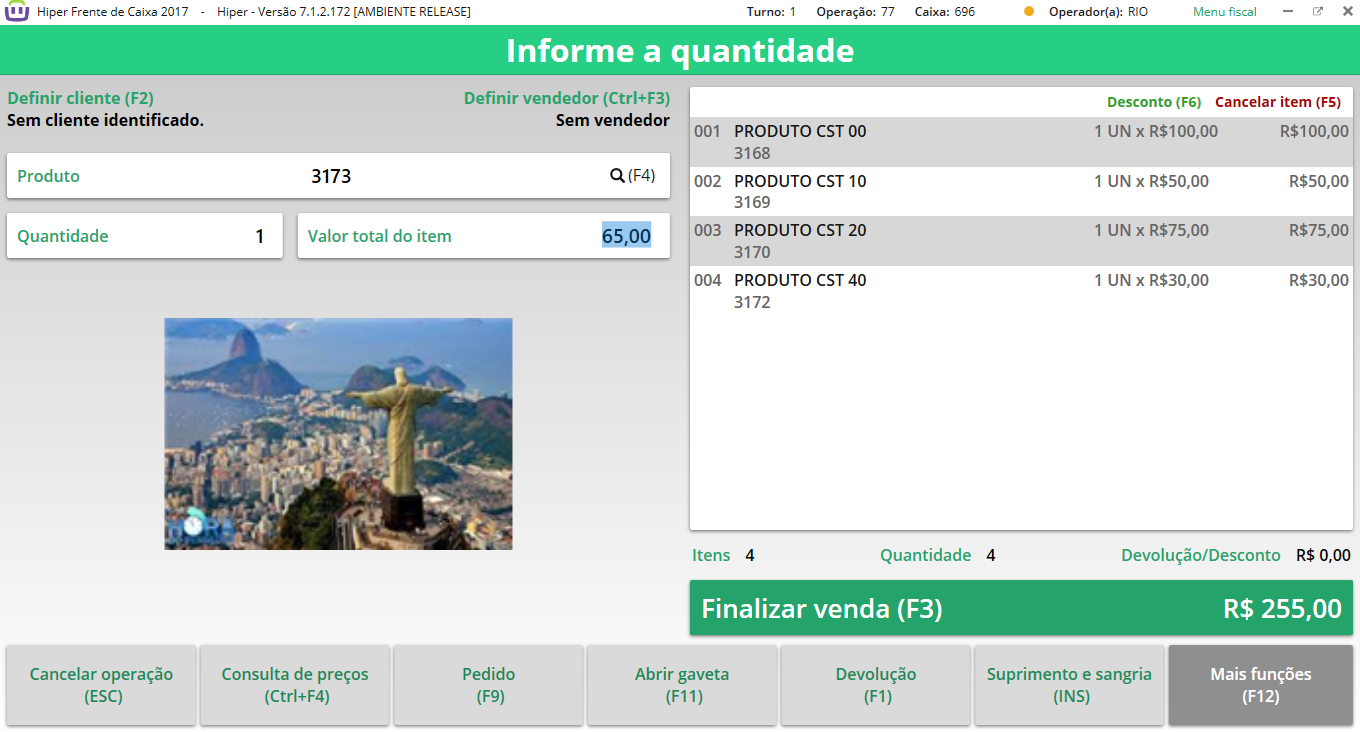 Hiper Frente de Caixa 2017 - Hiper - Versão 7.1.2.172 [AMBIENTE RELEASE] Turno: 1 Operação: 77 Caixa: 696 Operador(a): RIO Menu fiscal
Informe a quantidade
Definir cliente (F2) Definir vendedor (Ctrl+F3)
Sem cliente identificado. Sem vendedor
Produto 3173 (F4)
Quantidade 1 Valor total do item 65,00
HORA
Desconto (F6) Cancelar item (F5)
001 PRODUTO CST 00 1 UN x R$100,00 R$100,00
3168
002 PRODUTO CST 10 1 UN x R$50,00 R$50,00
3169
003 PRODUTO CST 20 1 UN x R$75,00 R$75,00
3170
004 PRODUTO CST 40 1 UN x R$30,00 R$30,00
3172
Itens 4 Quantidade 4 Devolução/Desconto R$ 0,00
Finalizar venda (F3) R$ 255,00
Cancelar operação
(ESC)
Consulta de preços
(Ctrl+F4)
Pedido
(F9)
Abrir gaveta
(F11)
Devolução
(F1)
Suprimento e sangria
(INS)
Mais funções
(F12)